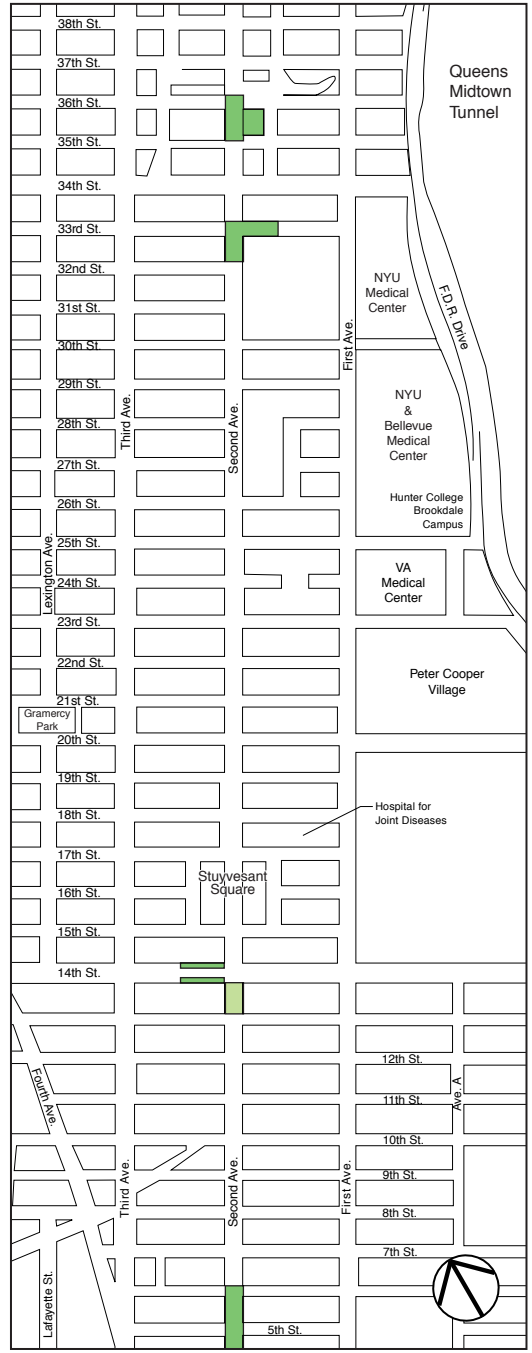 38th St.
37th St.
Queens
Midtown
Tunnel
36th St.
35th St.
34th St.
33rd St.
32nd St.
NYU
Medical
Center
31st St.
F.D.R. Drive
30th St.
First Ave.
29th St.
Third Ave.
Second Ave.
NYU
&
Bellevue
Medical
Center
28th St.
27th St.
26th St.
Hunter College
Brookdale
Campus
25th St.
Lexington Ave.
24th St.
VA
Medical
Center
23rd St.
22nd St.
Peter Cooper
Village
21st St.
Gramercy
Park
20th St.
19th St.
18th St.
Hospital for
Joint Diseases
17th St.
Stuyvesant
Square
16th St.
15th St.
14th St.
12th St.
Fourth Ave.
11th St.
Ave. A
10th St.
Third Ave.
Second Ave.
First Ave.
9th St.
8th St.
7th St.
Lafayette St.
5th St.